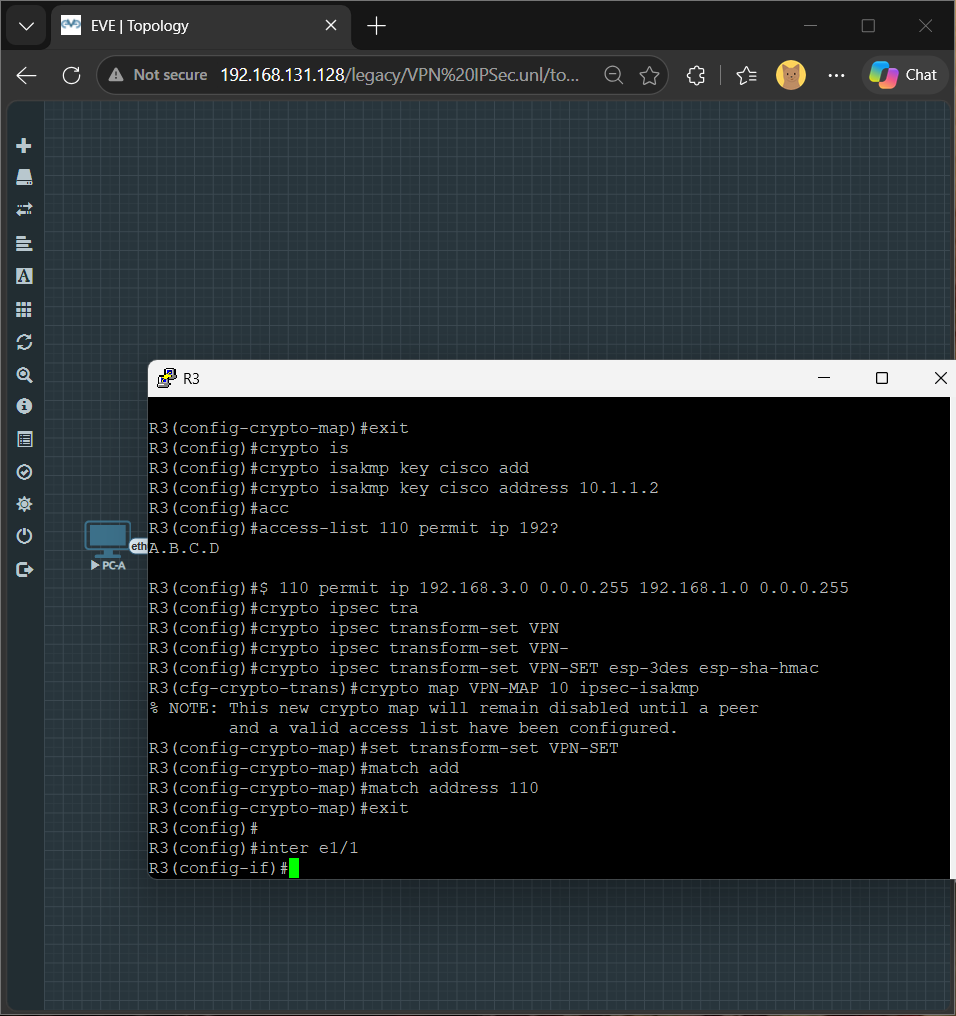 EVE | Topology
Not secure 192.168.131.128/legacy/VPN%20IPSec.unl/to...
Chat
A
PC-A
eth
R3
R3(config-crypto-map)#exit
R3(config)#crypto is
R3(config)#crypto isakmp key cisco add
R3(config)#crypto isakmp key cisco address 10.1.1.2
R3(config)#acc
R3(config)#access-list 110 permit ip 192?
A.B.C.D
R3(config)#$ 110 permit ip 192.168.3.0 0.0.0.255 192.168.1.0 0.0.0.255
R3(config)#crypto ipsec tra
R3(config)#crypto ipsec transform-set VPN
R3(config)#crypto ipsec transform-set VPN-
R3(config)#crypto ipsec transform-set VPN-SET esp-3des esp-sha-hmac
R3(cfg-crypto-trans)#crypto map VPN-MAP 10 ipsec-isakmp
% NOTE: This new crypto map will remain disabled until a peer
and a valid access list have been configured.
R3(config-crypto-map)#set transform-set VPN-SET
R3(config-crypto-map)#match add
R3(config-crypto-map)#match address 110
R3(config-crypto-map)#exit
R3(config)#
R3(config)#inter e1/1
R3(config-if)#